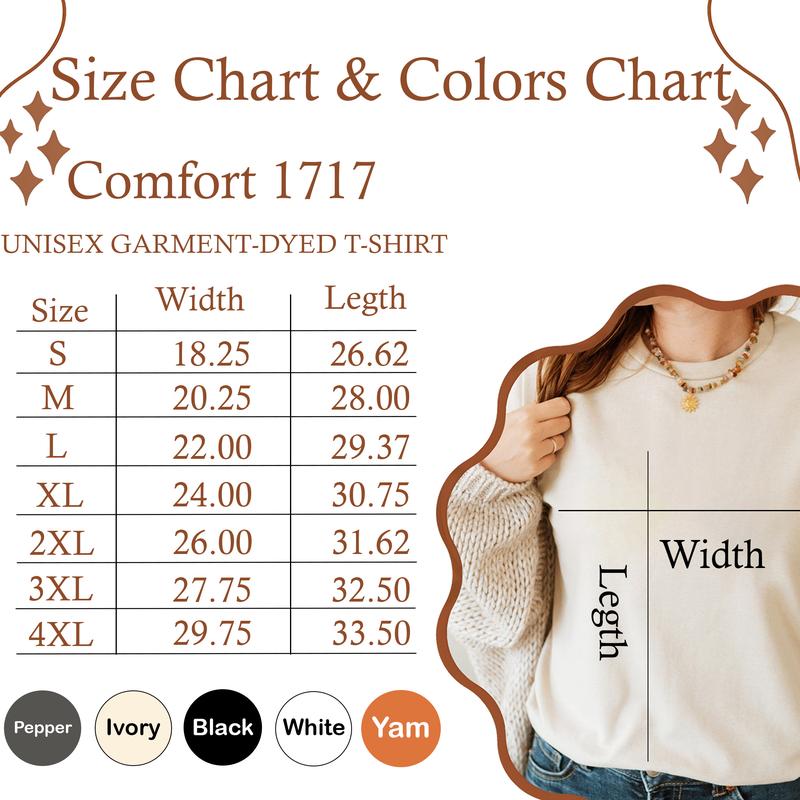 Size Chart & Colors Chart
Comfort 1717
UNISEX GARMENT-DYED T-SHIRT
Size Width Legth
S 18.25 26.62
M 20.25 28.00
L 22.00 29.37
XL 24.00 30.75
2XL 26.00 31.62
3XL 27.75 32.50
4XL 29.75 33.50
Width
Legth
Pepper Ivory Black White Yam